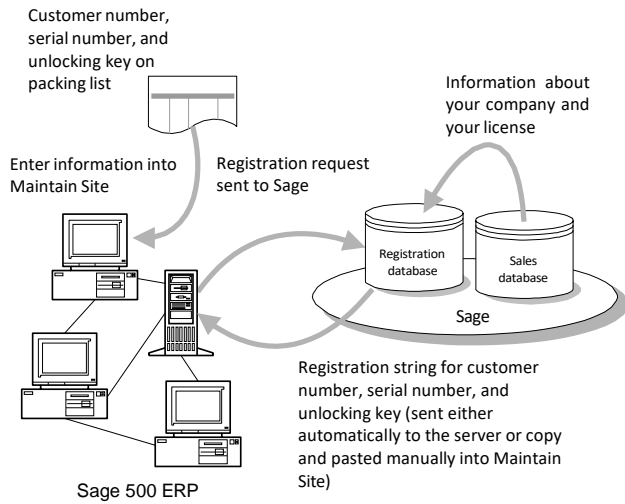 Customer number,
serial number, and
unlocking key on
packing list
Information about
your company and
your license
Enter information into
Maintain Site
Registration request
sent to Sage
Registration
database
Sales
database
Sage
Registration string for customer
number, serial number, and
unlocking key (sent either
automatically to the server or copy
and pasted manually into Maintain
Site)
Sage 500 ERP